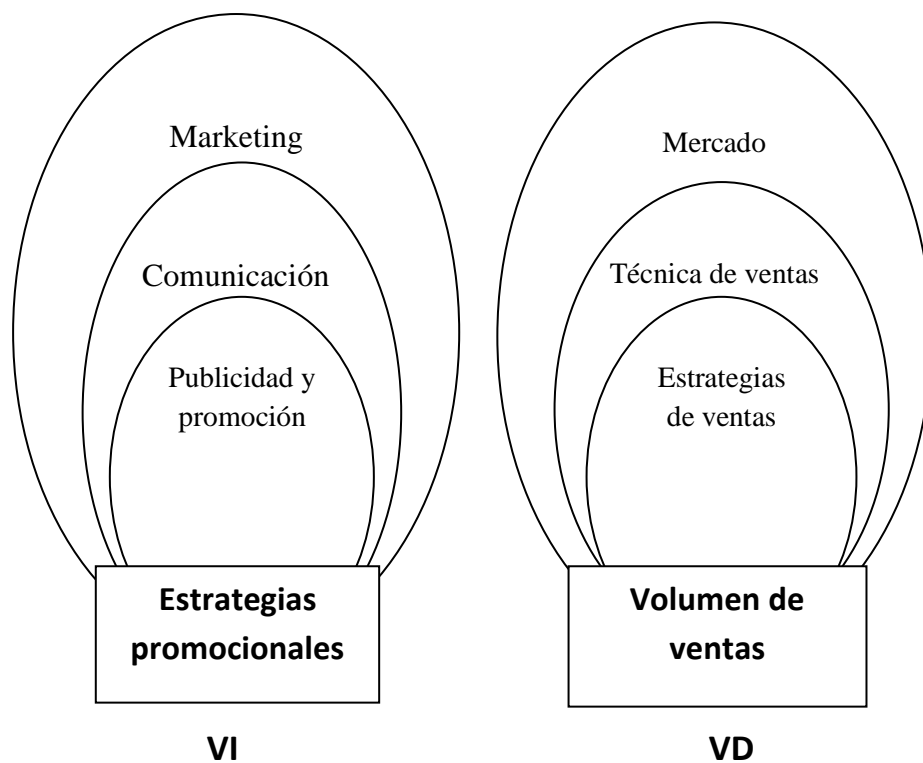 Marketing
Comunicación
Publicidad y
promoción
Estrategias
promocionales
VI
Mercado
Técnica de ventas
Estrategias
de ventas
Volumen de
ventas
VD